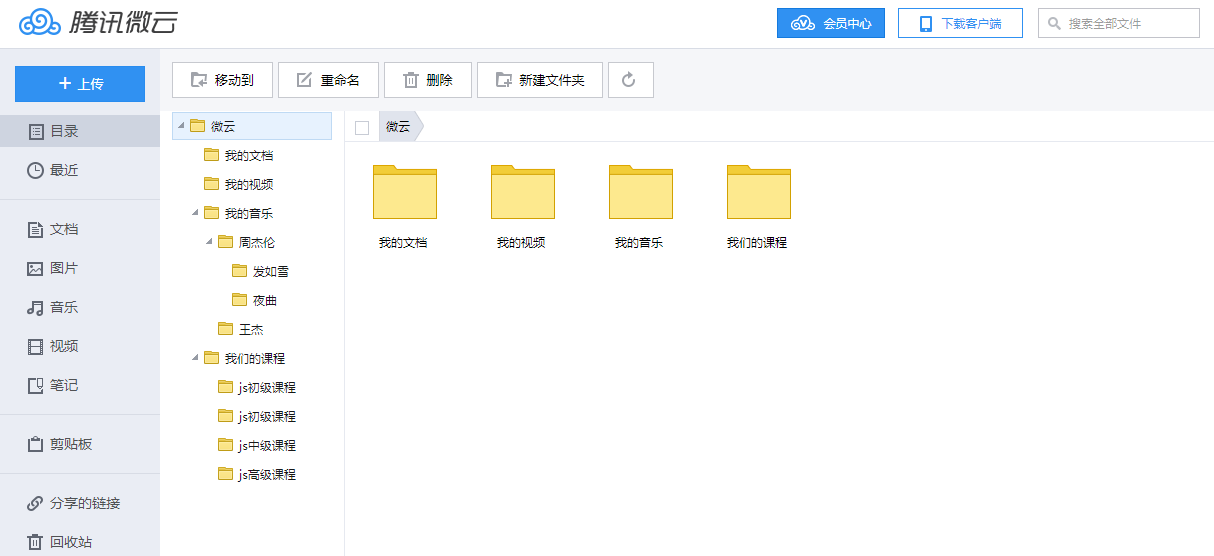 腾讯微云
会员中心
下载客户端
搜索全部文件
上传
目录
最近
文档
图片
音乐
视频
笔记
剪贴板
分享的链接
回收站
移动到
重命名
删除
新建文件夹
微云
我的文档
我的视频
我的音乐
周杰伦
发如雪
夜曲
王杰
我们的课程
js初级课程
js初级课程
js中级课程
js高级课程
微云
我的文档
我的视频
我的音乐
我们的课程